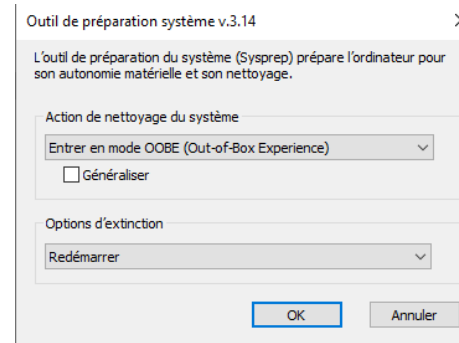 Outil de préparation système v.3.14
L'outil de préparation du système (Sysprep) prépare l'ordinateur pour
son autonomie matérielle et son nettoyage.
Action de nettoyage du système
Entrer en mode OOBE (Out-of-Box Experience)
Généraliser
Options d'extinction
Redémarrer
OK Annuler